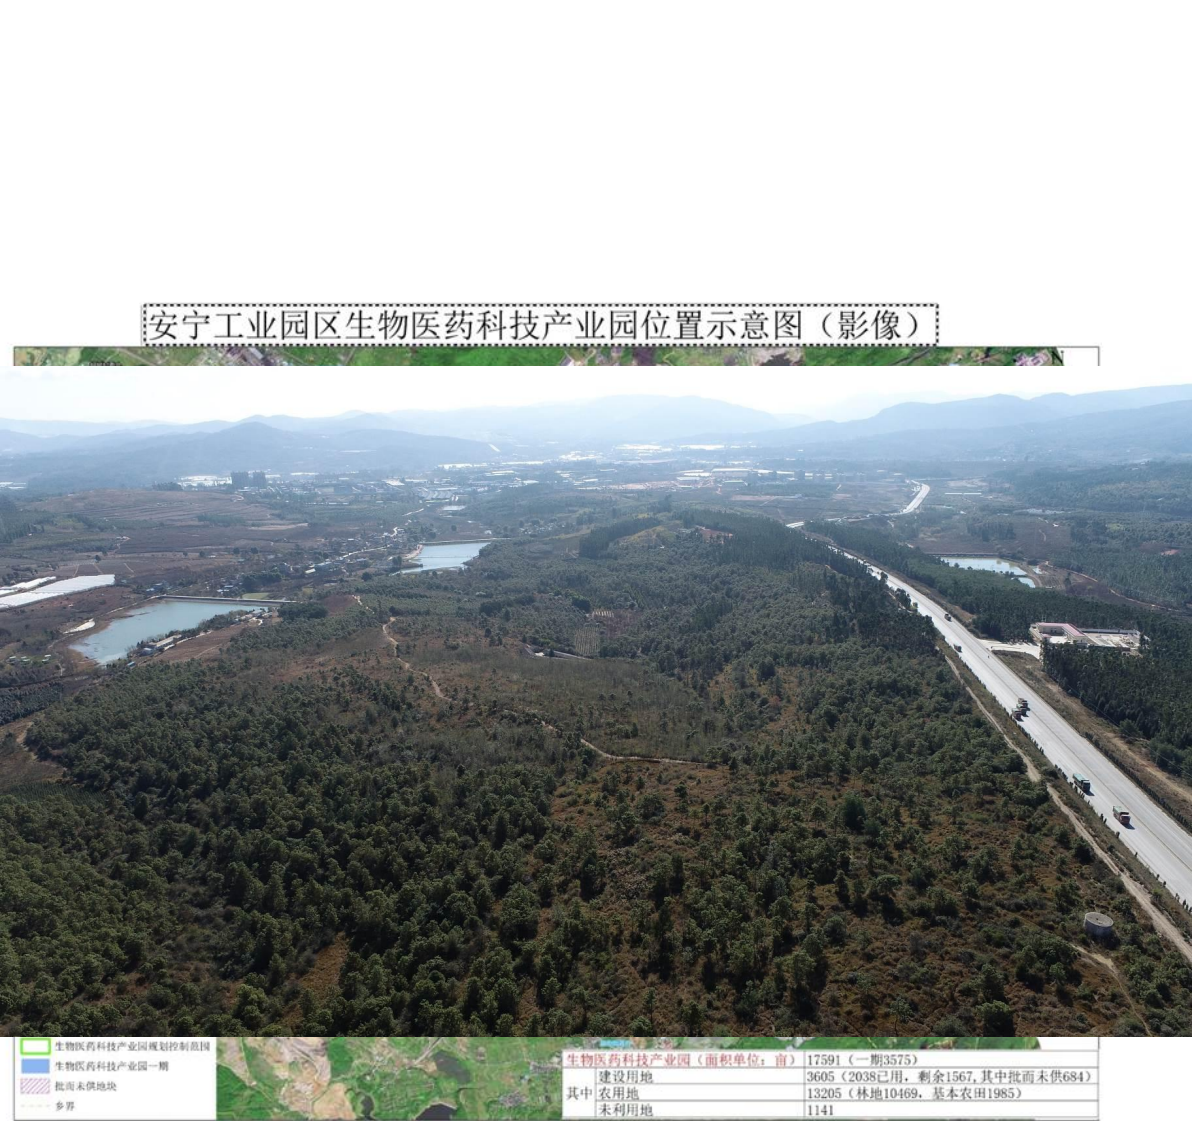 安宁工业园区生物医药科技产业园位置示意图（影像）
N
生物医药科技产业园规划控制范围
生物医药科技产业园一期
批而未供地块
乡界
生物医药科技产业园（面积单位：亩） 17591（一期3575）
其中 建设用地 3605（2038已用，剩余1567,其中批而未供684）
农用地 13205（林地10469，基本农田1985）
未利用地 1141